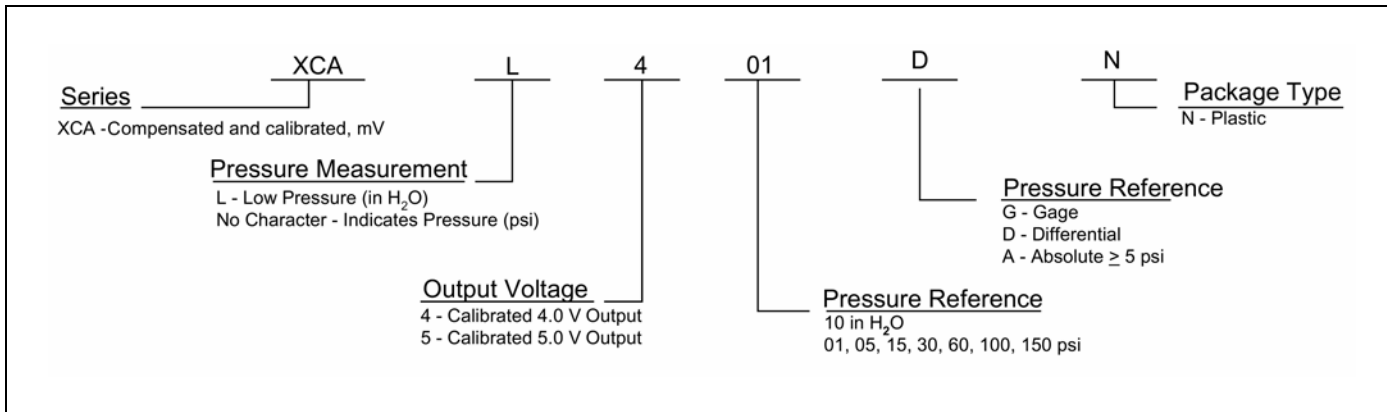 XCA L 4 01 D N
Series
XCA -Compensated and calibrated, mV
Package Type
N - Plastic
Pressure Measurement
L - Low Pressure (in H₂O)
No Character - Indicates Pressure (psi)
Pressure Reference
G - Gage
D - Differential
A - Absolute ≥ 5 psi
Output Voltage
4 - Calibrated 4.0 V Output
5 - Calibrated 5.0 V Output
Pressure Reference
10 in H₂O
01, 05, 15, 30, 60, 100, 150 psi